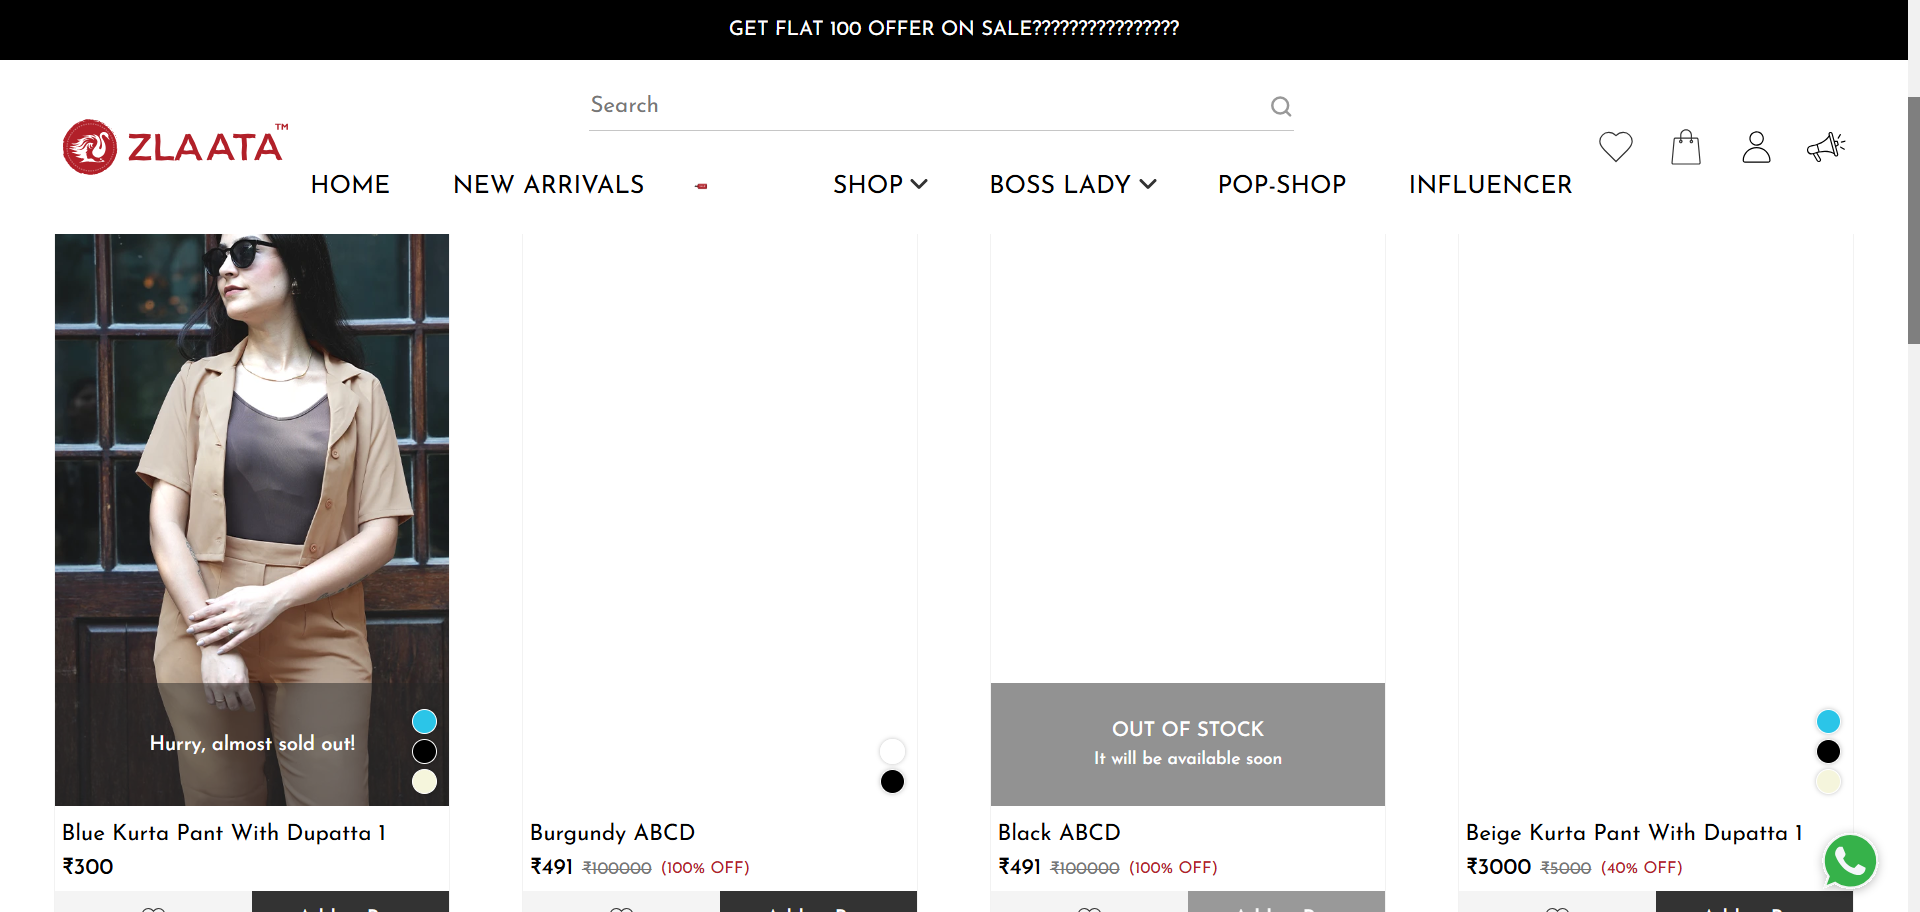 GET FLAT 100 OFFER ON SALE????????????????
Search
ZLAATA™
HOME
NEW ARRIVALS
SHOP
BOSS LADY
POP-SHOP
INFLUENCER
Hurry, almost sold out!
OUT OF STOCK
It will be available soon
Blue Kurta Pant With Dupatta 1
₹300
Burgundy ABCD
₹491 ₹100000 (100% OFF)
Black ABCD
₹491 ₹100000 (100% OFF)
Beige Kurta Pant With Dupatta 1
₹3000 ₹5000 (40% OFF)